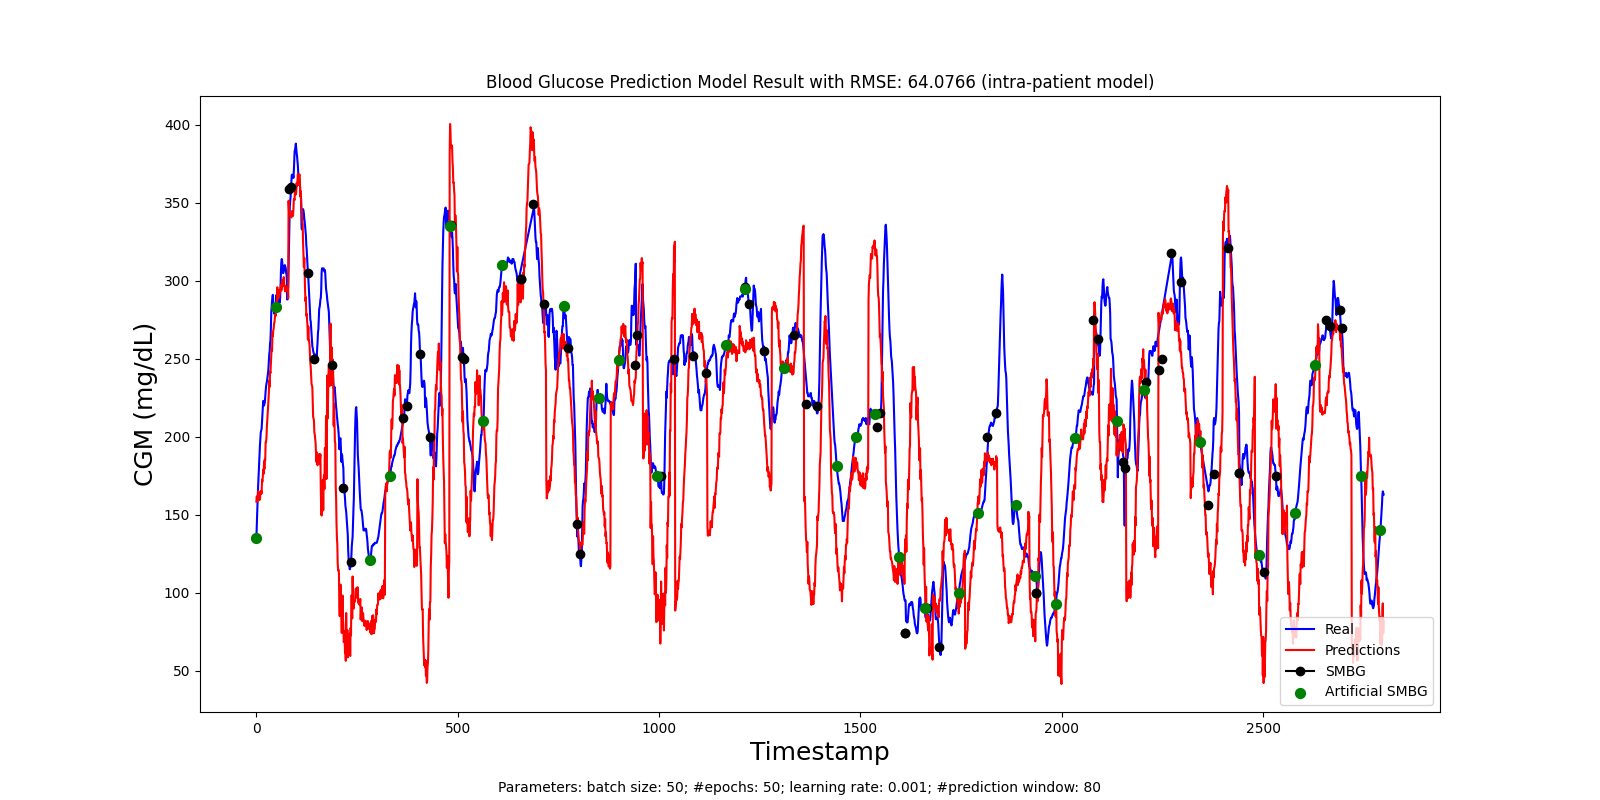 Blood Glucose Prediction Model Result with RMSE: 64.0766 (intra-patient model)
CGM (mg/dL)
400
350
300
250
200
150
100
50
0
500
1000
1500
2000
2500
Timestamp
Real
Predictions
SMBG
Artificial SMBG
Parameters: batch size: 50; #epochs: 50; learning rate: 0.001; #prediction window: 80